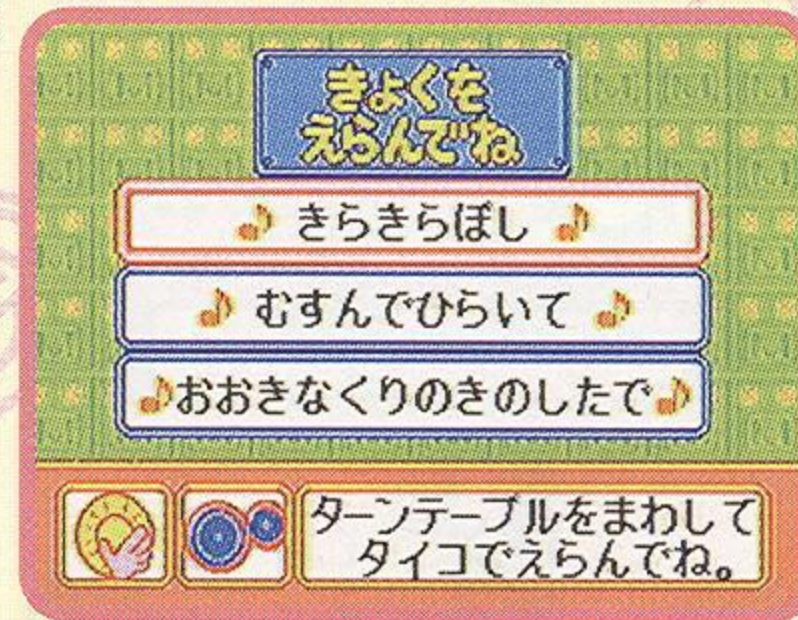 きょくを
えらんでね
♪ きらきらぼし ♪
♪ むすんでひらいて ♪
♪おおきなくりのきのしたで♪
ターンテーブルをまわして
タイコでえらんでね。